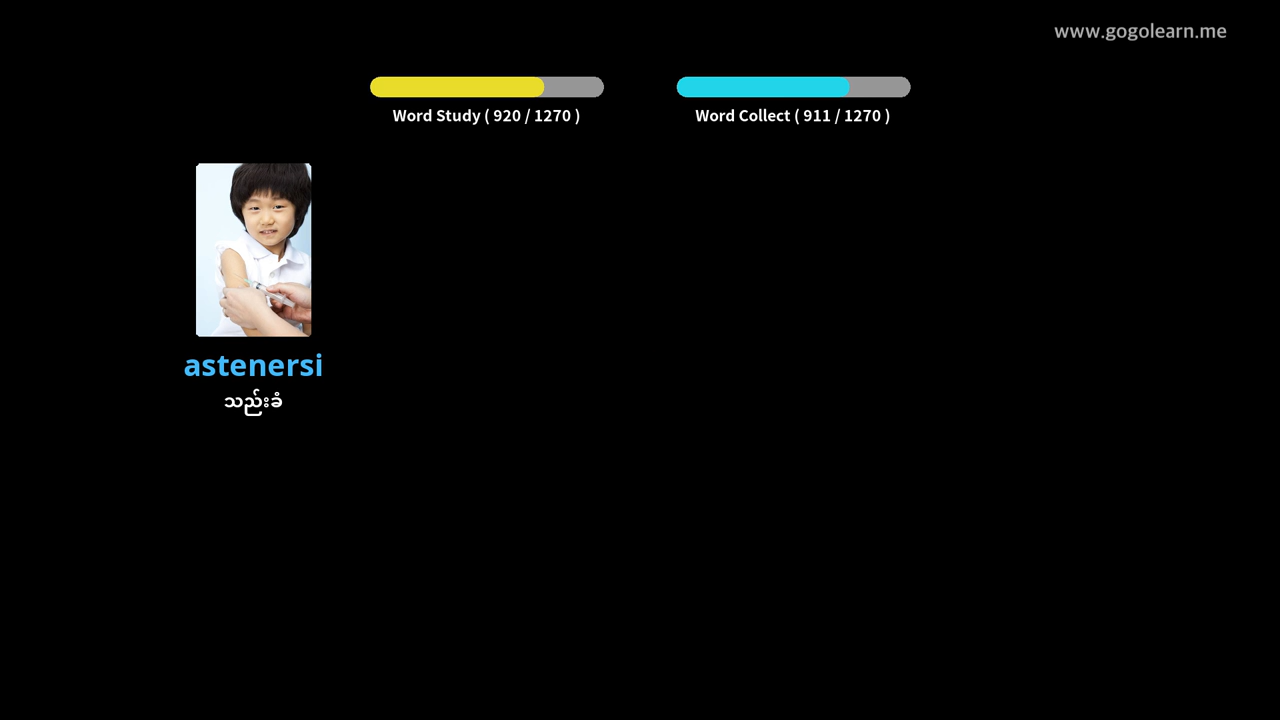 www.gogolearn.me
Word Study ( 920 / 1270 )
Word Collect ( 911 / 1270 )
astenersi
သည်းခံ